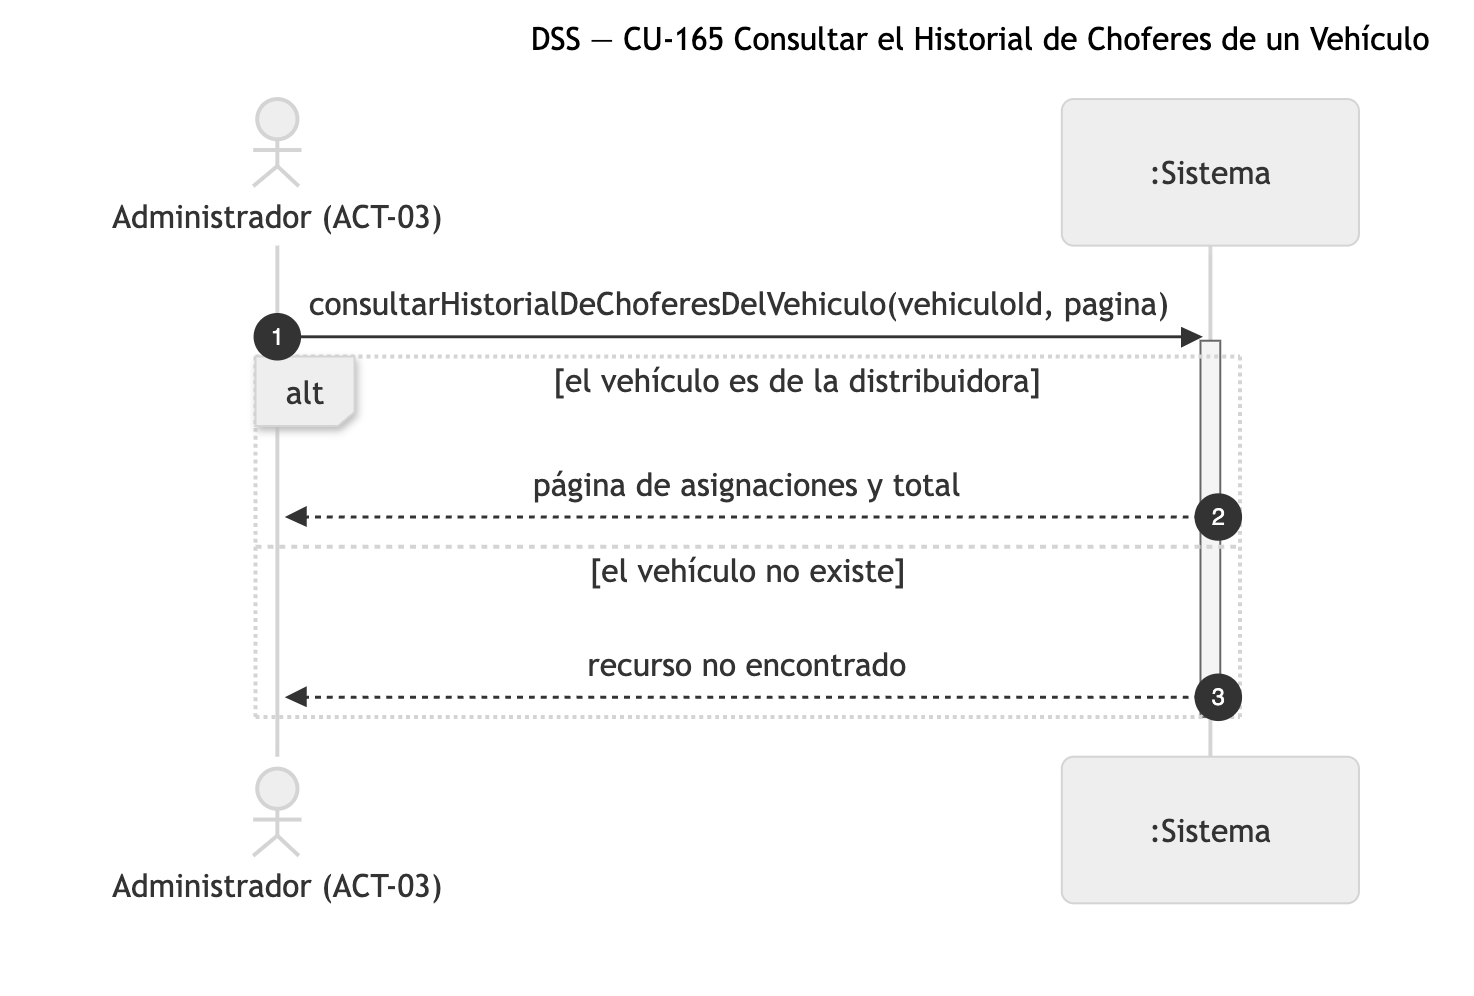 DSS — CU-165 Consultar el Historial de Choferes de un Vehículo
Administrador (ACT-03)
:Sistema
consultarHistorialDeChoferesDelVehiculo(vehiculoId, pagina)
1
alt
[el vehículo es de la distribuidora]
página de asignaciones y total
2
[el vehículo no existe]
recurso no encontrado
3
Administrador (ACT-03)
:Sistema